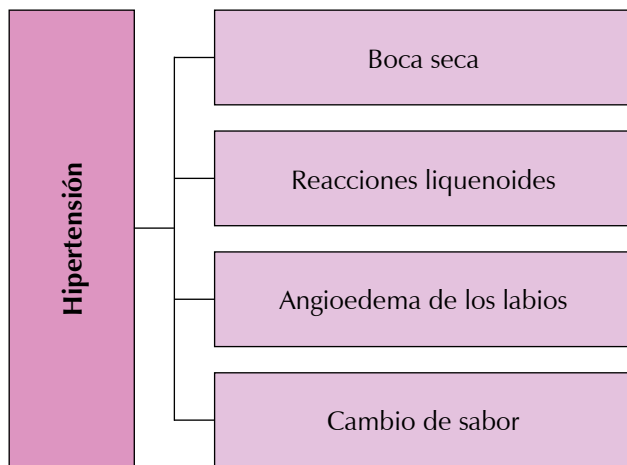 Hipertensión
Boca seca
Reacciones liquenoides
Angioedema de los labios
Cambio de sabor